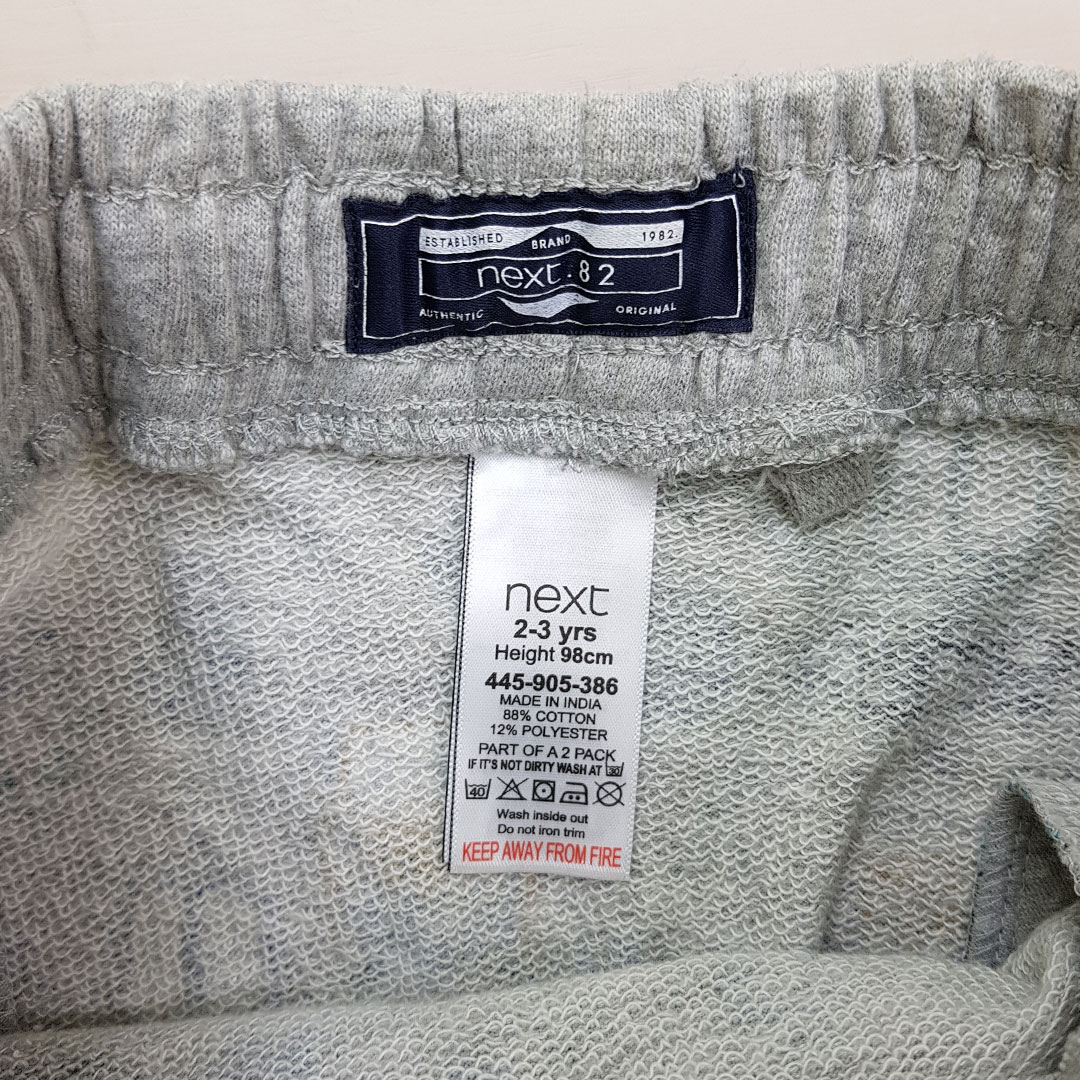 ESTABLISHED BRAND 1982.
next.82
AUTHENTIC ORIGINAL
next
2-3 yrs
Height 98cm
445-905-386
MADE IN INDIA
88% COTTON
12% POLYESTER
PART OF A 2 PACK
IF IT'S NOT DIRTY WASH AT 30
40
Wash inside out
Do not iron trim
KEEP AWAY FROM FIRE